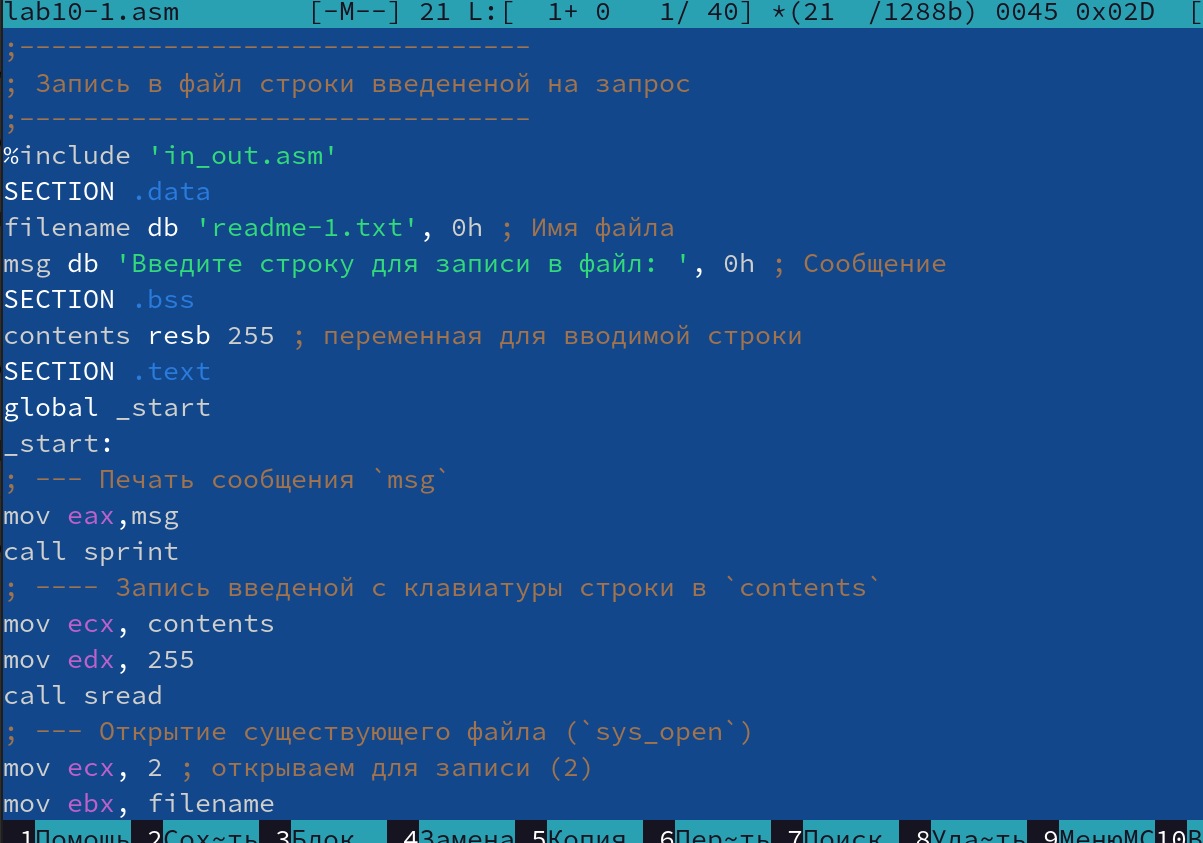 lab10-1.asm [-M--] 21 L:[ 1+ 0 1/ 40] *(21 /1288b) 0045 0x02D [
;--------------------------------
; Запись в файл строки введененой на запрос
;--------------------------------
%include 'in_out.asm'
SECTION .data
filename db 'readme-1.txt', 0h ; Имя файла
msg db 'Введите строку для записи в файл: ', 0h ; Сообщение
SECTION .bss
contents resb 255 ; переменная для вводимой строки
SECTION .text
global _start
_start:
; --- Печать сообщения `msg`
mov eax,msg
call sprint
; ---- Запись введеной с клавиатуры строки в `contents`
mov ecx, contents
mov edx, 255
call sread
; --- Открытие существующего файла (`sys_open`)
mov ecx, 2 ; открываем для записи (2)
mov ebx, filename
1Помощь 2Сох~ть 3Блок 4Замена 5Копия 6Пер~ть 7Поиск 8Уда~ть 9МенюMC 10В